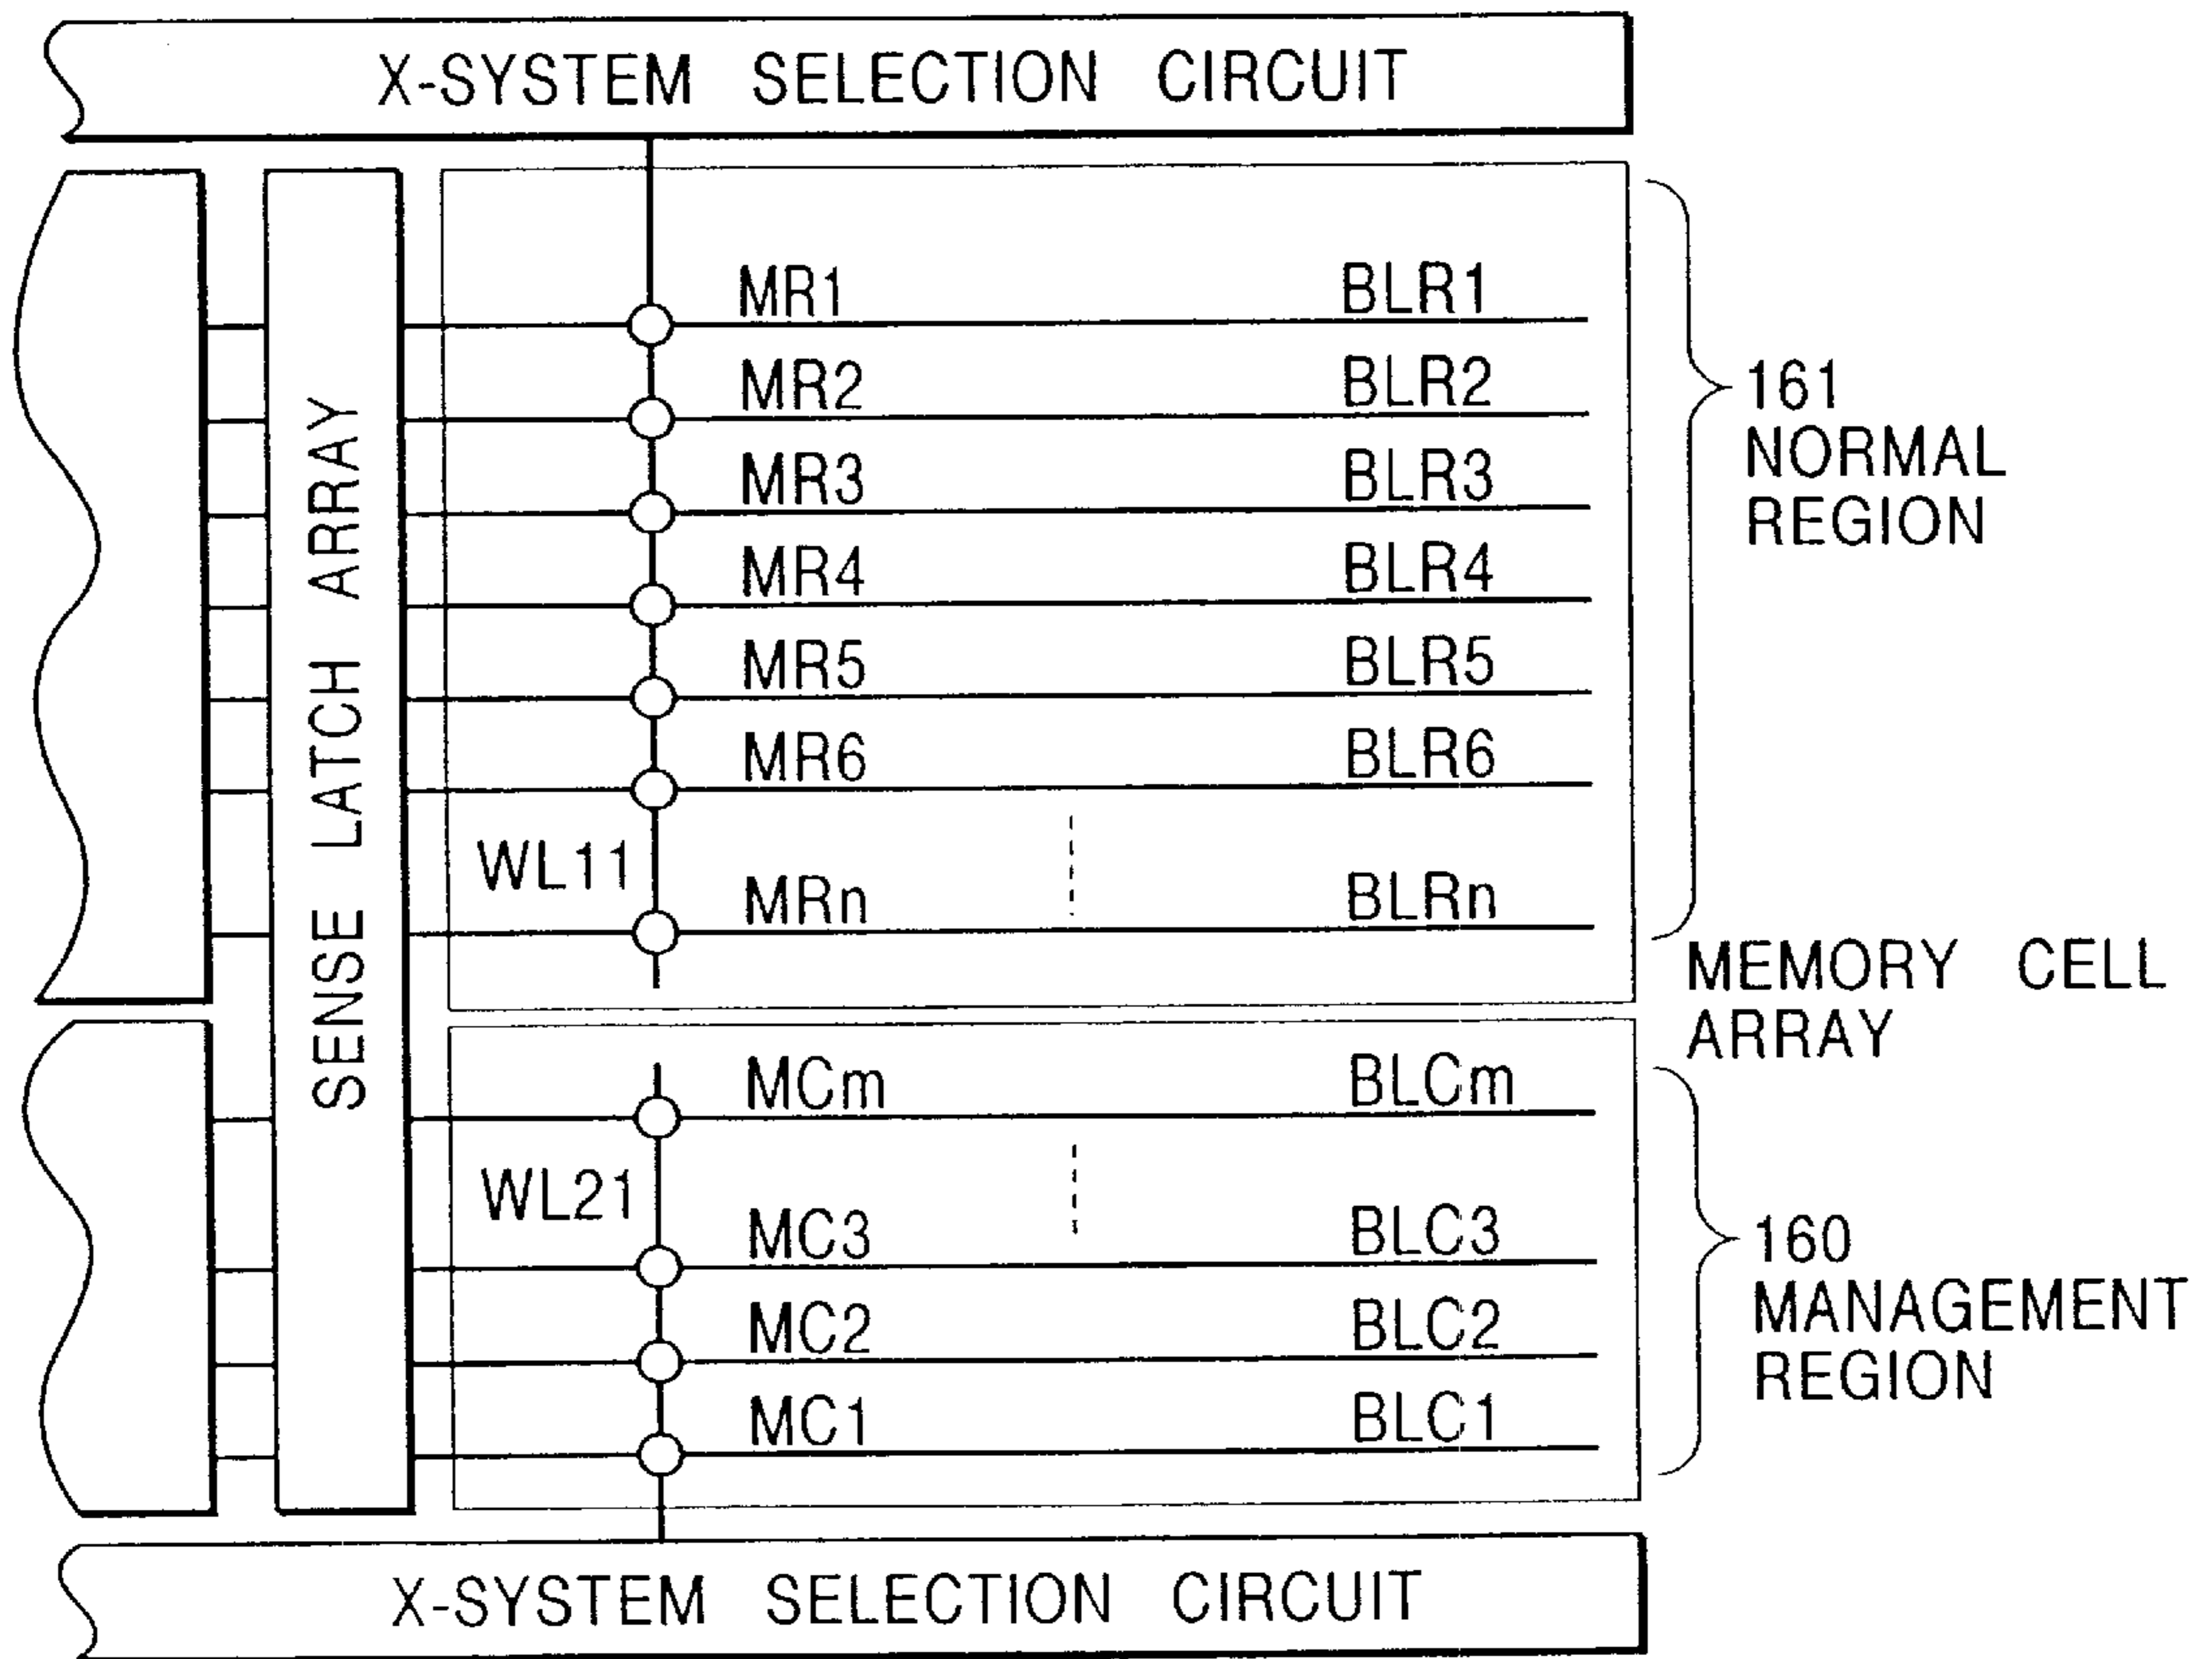 X-SYSTEM SELECTION CIRCUIT
SENSE LATCH ARRAY
MR1 BLR1
MR2 BLR2
MR3 BLR3
MR4 BLR4
MR5 BLR5
MR6 BLR6
WL11
MRn BLRn
161
NORMAL
REGION
MEMORY CELL
ARRAY
MCm BLCm
WL21
MC3 BLC3
MC2 BLC2
MC1 BLC1
160
MANAGEMENT
REGION
X-SYSTEM SELECTION CIRCUIT